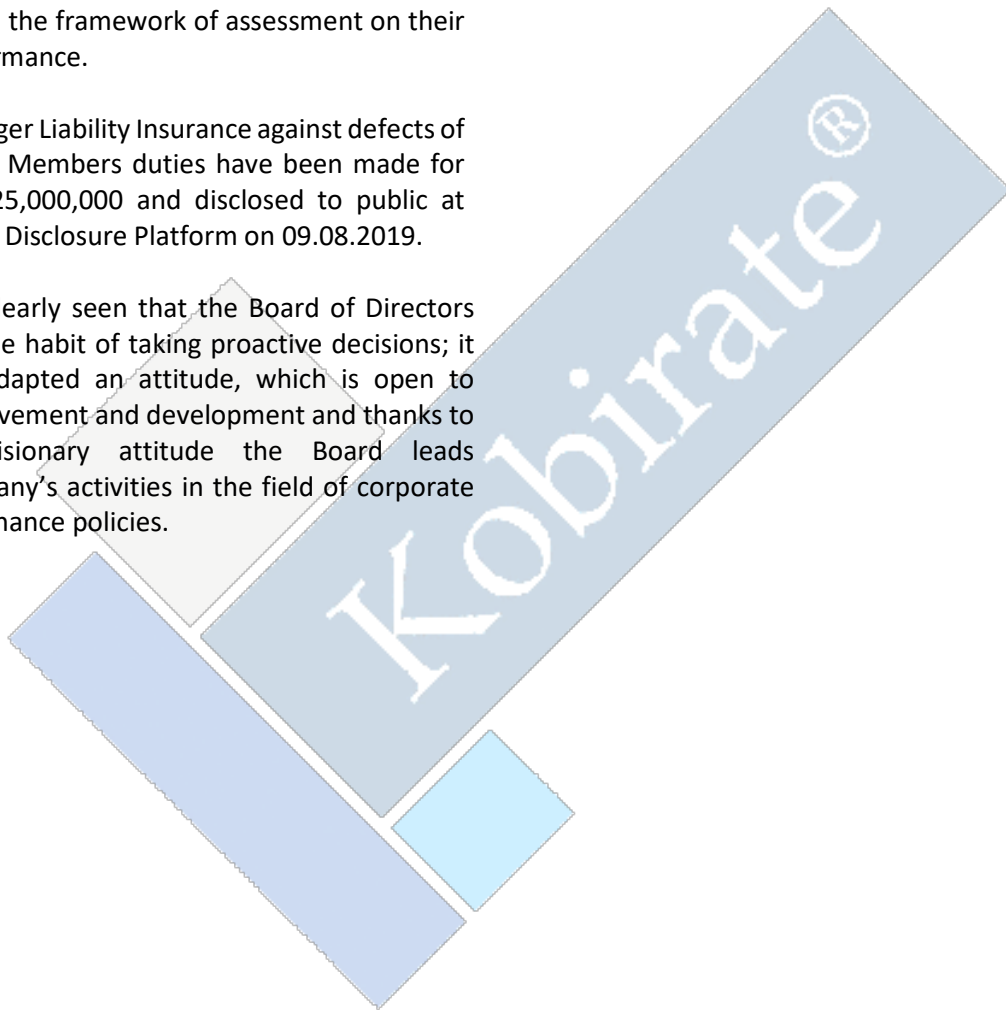 the framework of assessment on their
rmance.
ger Liability Insurance against defects of
Members duties have been made for
25,000,000 and disclosed to public at
Disclosure Platform on 09.08.2019.
early seen that the Board of Directors
e habit of taking proactive decisions; it
dapted an attitude, which is open to
vement and development and thanks to
isionary attitude the Board leads
any's activities in the field of corporate
nance policies.
Kobirate®